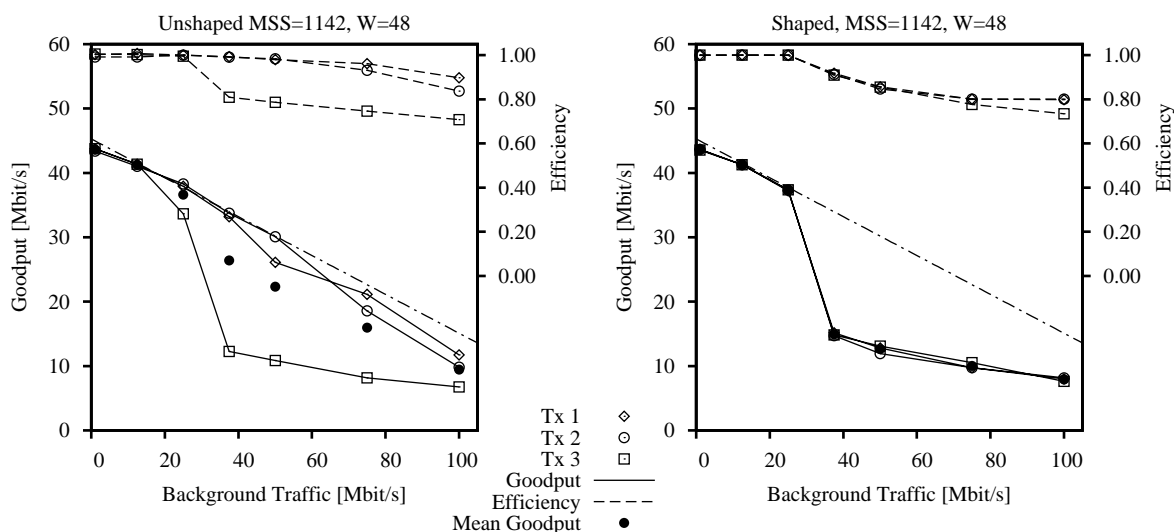 Unshaped MSS=1142, W=48
60
50
40
30
20
10
0
Goodput [Mbit/s]
1.00
0.80
0.60
0.40
0.20
0.00
Efficiency
0 20 40 60 80 100
Background Traffic [Mbit/s]
Tx 1
Tx 2
Tx 3
Goodput
Efficiency
Mean Goodput
Shaped, MSS=1142, W=48
60
50
40
30
20
10
0
Goodput [Mbit/s]
1.00
0.80
0.60
0.40
0.20
0.00
Efficiency
0 20 40 60 80 100
Background Traffic [Mbit/s]